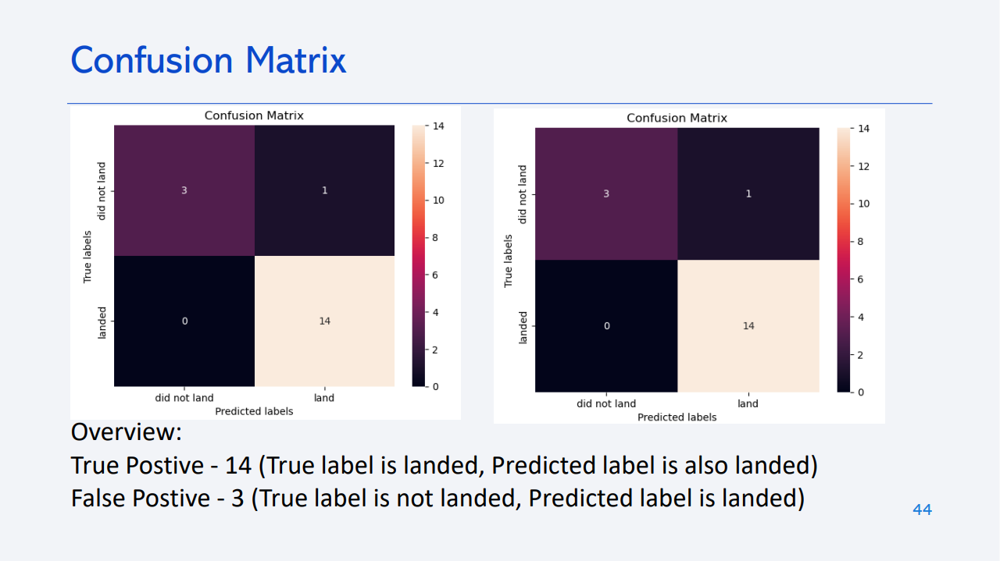 Confusion Matrix
Confusion Matrix
did not land
landed
True labels
3
1
0
14
did not land
land
Predicted labels
14
12
10
8
6
4
2
0
Confusion Matrix
did not land
landed
True labels
3
1
0
14
did not land
land
Predicted labels
14
12
10
8
6
4
2
0
Overview:
True Postive - 14 (True label is landed, Predicted label is also landed)
False Postive - 3 (True label is not landed, Predicted label is landed)
44